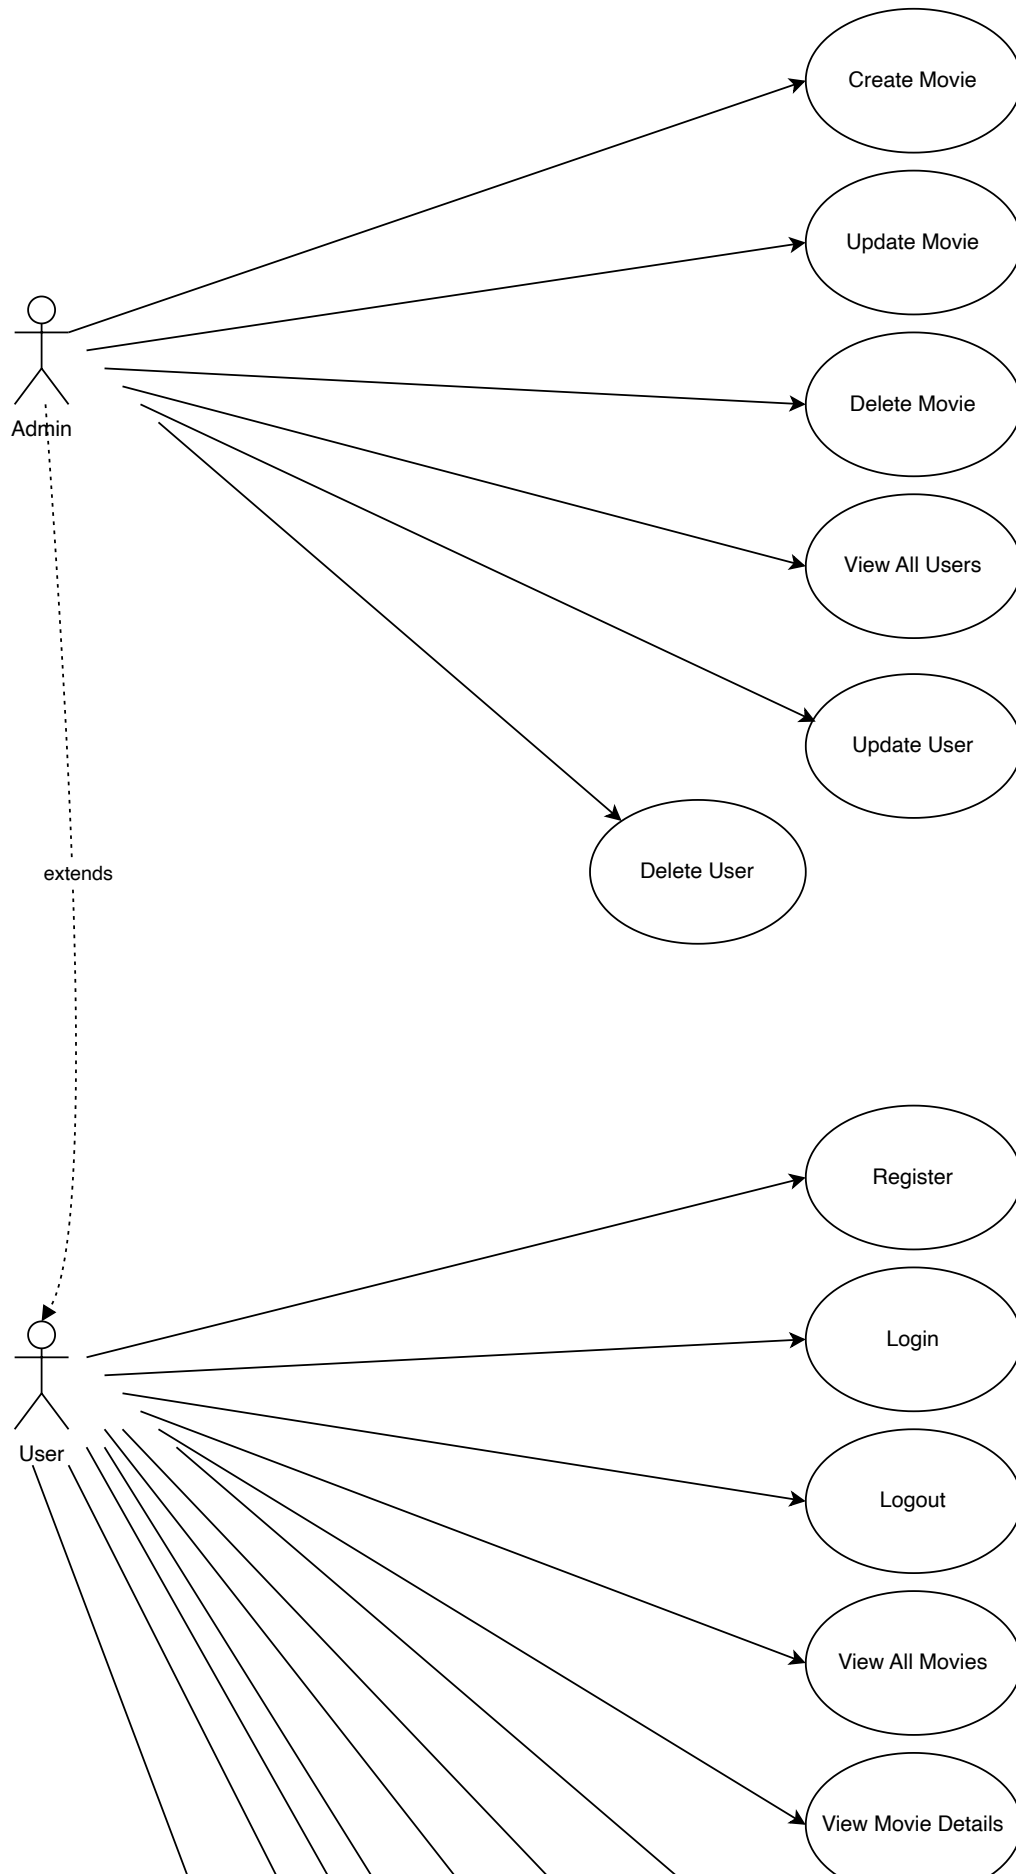 Create Movie
Update Movie
Delete Movie
Admin
View All Users
Update User
Delete User
extends
Register
Login
User
Logout
View All Movies
View Movie Details